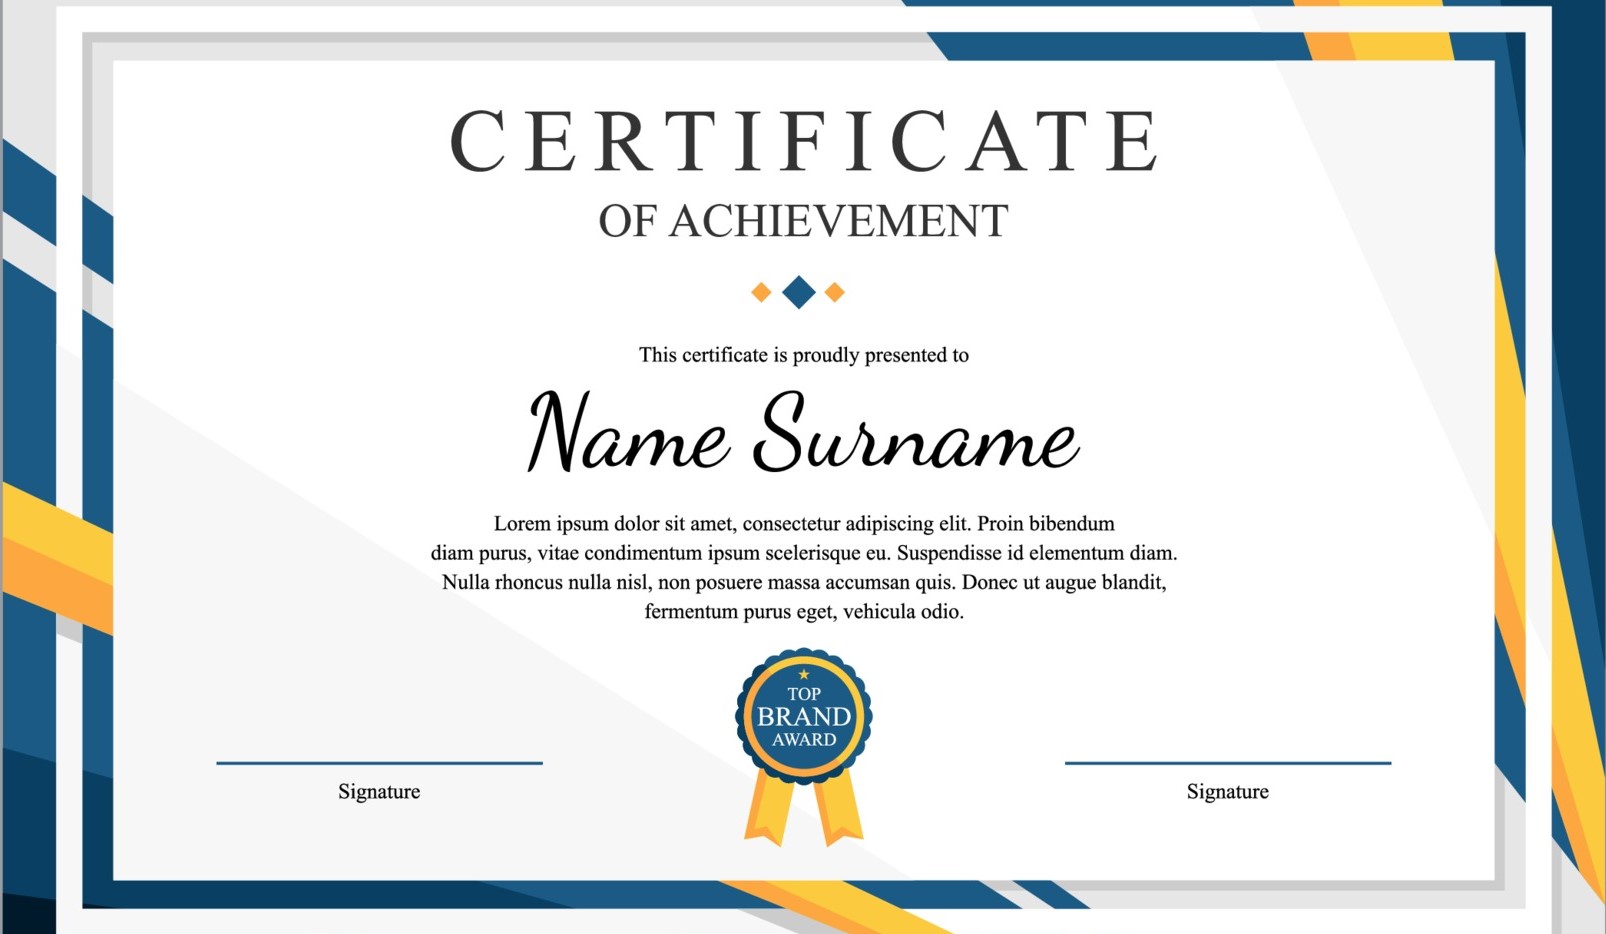 CERTIFICATE
OF ACHIEVEMENT
This certificate is proudly presented to
Name Surname
Lorem ipsum dolor sit amet, consectetur adipiscing elit. Proin bibendum
diam purus, vitae condimentum ipsum scelerisque eu. Suspendisse id elementum diam.
Nulla rhoncus nulla nisl, non posuere massa accumsan quis. Donec ut augue blandit,
fermentum purus eget, vehicula odio.
TOP
BRAND
AWARD
Signature
Signature